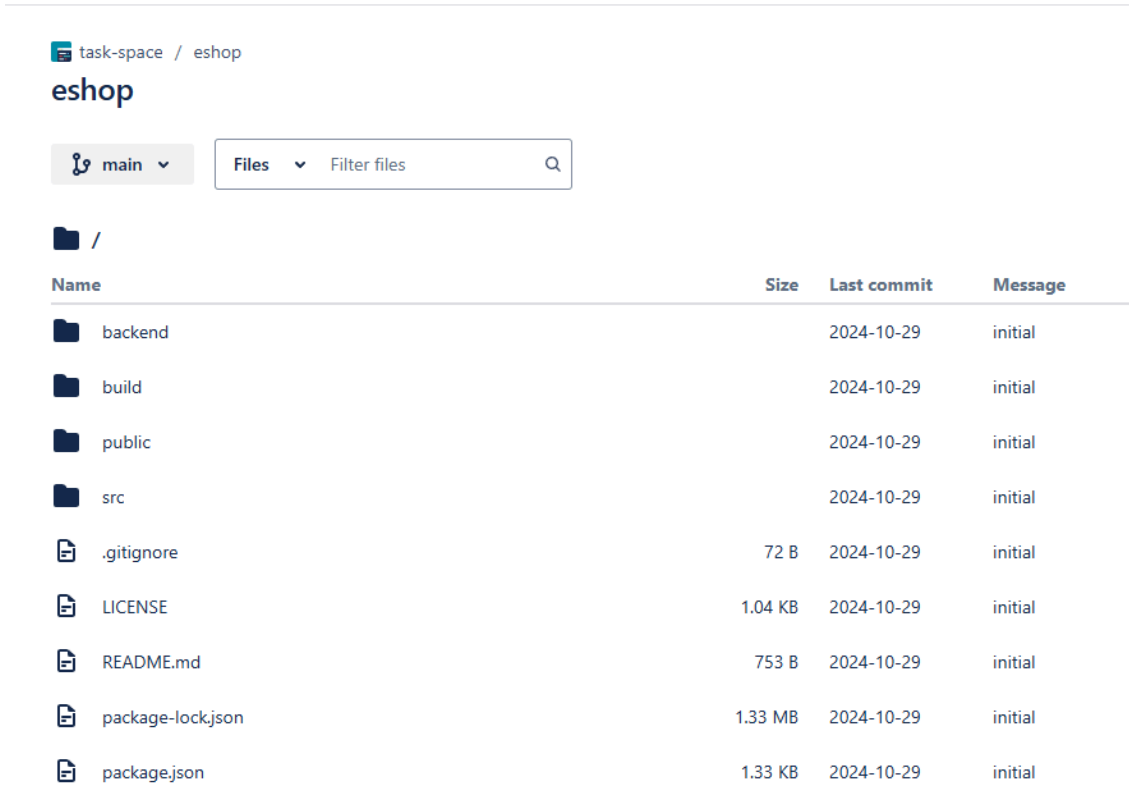 task-space / eshop
eshop
main Files Filter files
/
Name Size Last commit Message
backend 2024-10-29 initial
build 2024-10-29 initial
public 2024-10-29 initial
src 2024-10-29 initial
.gitignore 72 B 2024-10-29 initial
LICENSE 1.04 KB 2024-10-29 initial
README.md 753 B 2024-10-29 initial
package-lock.json 1.33 MB 2024-10-29 initial
package.json 1.33 KB 2024-10-29 initial